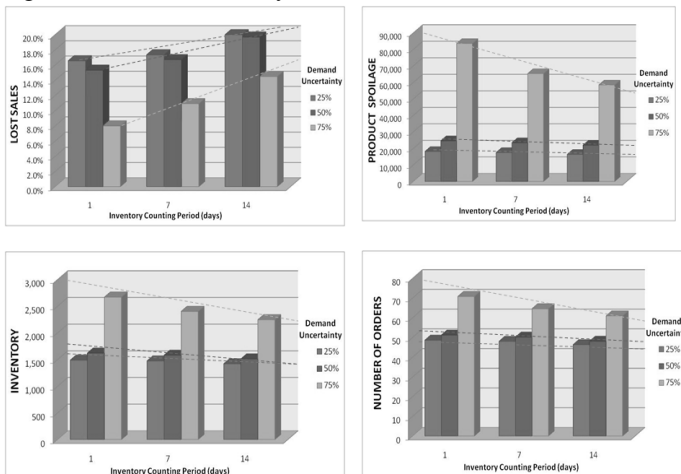 LOST SALES
20.0%
18.0%
16.0%
14.0%
12.0%
10.0%
8.0%
6.0%
4.0%
2.0%
0.0%
1 7 14
Inventory Counting Period (days)
Demand
Uncertainty
25%
50%
75%
PRODUCT SPOILAGE
90,000
80,000
70,000
60,000
50,000
40,000
30,000
20,000
10,000
0
1 7 14
Inventory Counting Period (days)
Demand
Uncertainty
25%
50%
75%
INVENTORY
3,000
2,500
2,000
1,500
1,000
500
0
1 7 14
Inventory Counting Period (days)
Demand
Uncertainty
25%
50%
75%
NUMBER OF ORDERS
80
70
60
50
40
30
20
10
0
1 7 14
Inventory Counting Period (days)
Demand
Uncertainty
25%
50%
75%